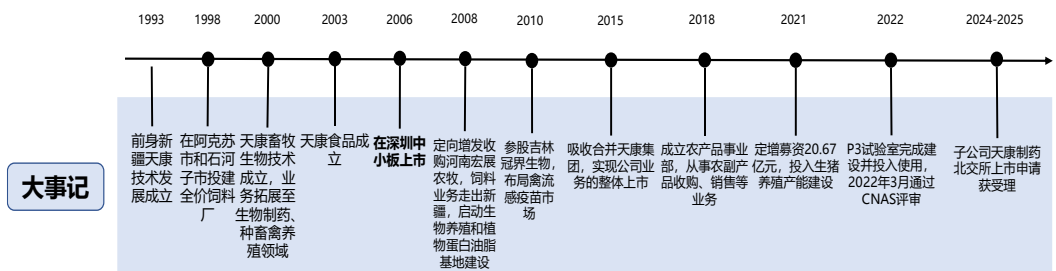 1993
1998
2000
2003
2006
2008
2010
2015
2018
2021
2022
2024-2025
大事记
前身新
疆天康
技术发
展成立
在阿克苏
市和石河
子市投建
全价饲料
厂
天康畜牧
生物技术
成立，业
务拓展至
生物制药、
种畜禽养
殖领域
天康食品成
立
在深圳中
小板上市
定向增发收
购河南宏展
农牧，饲料
业务走出新
疆，启动生
物养殖和植
物蛋白油脂
基地建设
参股吉林
冠界生物，
布局禽流
感疫苗市
场
吸收合并天康集
团，实现公司业
务的整体上市
成立农产品事业
部，从事农副产
品收购、销售等
业务
定增募资20.67
亿元，投入生猪
养殖产能建设
P3试验室完成建
设并投入使用，
2022年3月通过
CNAS评审
子公司天康制药
北交所上市申请
获受理